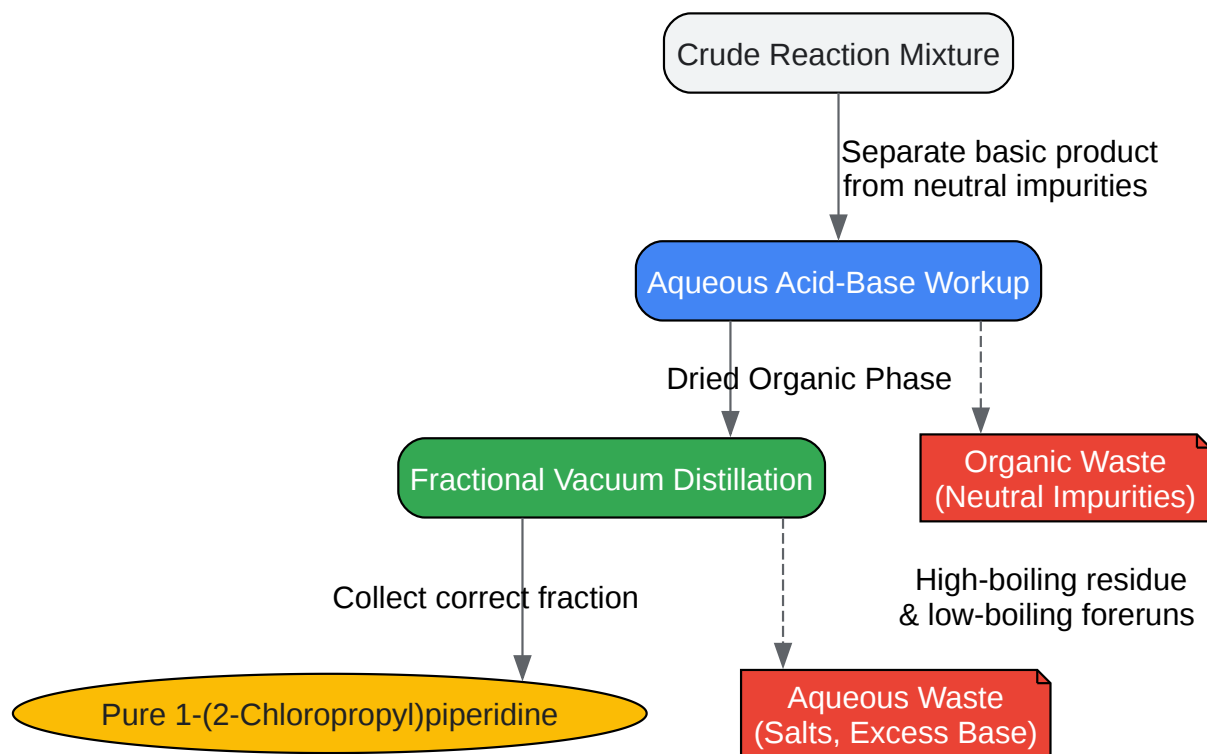 Crude Reaction Mixture
Separate basic product
from neutral impurities
Aqueous Acid-Base Workup
Dried Organic Phase
Fractional Vacuum Distillation
Organic Waste
(Neutral Impurities)
Collect correct fraction
High-boiling residue
& low-boiling foreruns
Pure 1-(2-Chloropropyl)piperidine
Aqueous Waste
(Salts, Excess Base)